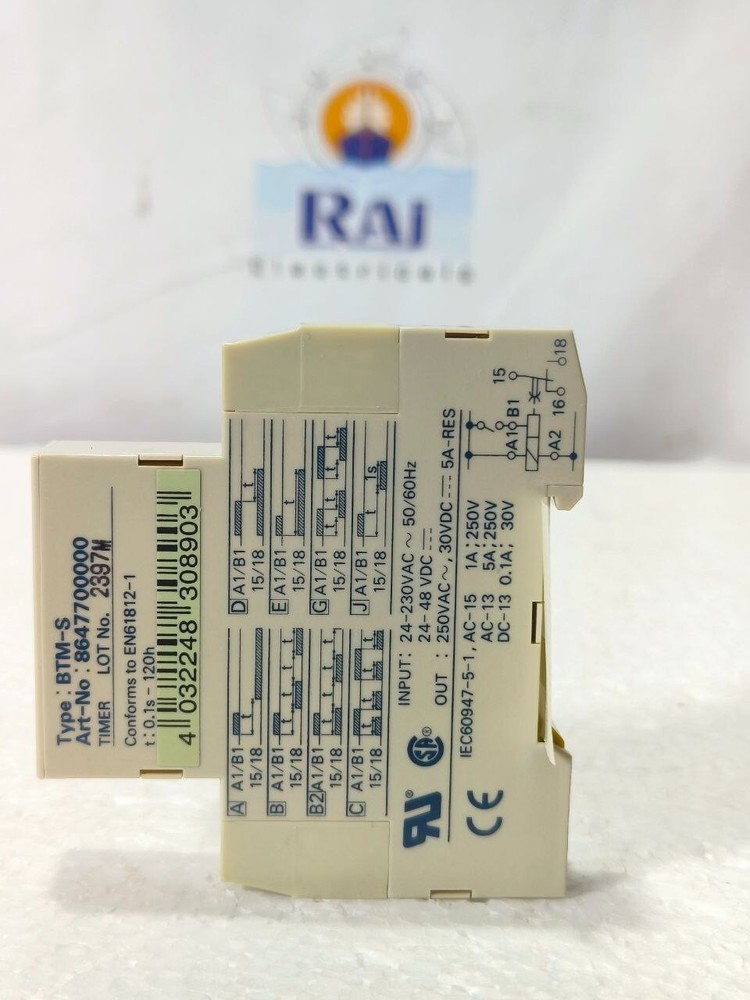 RAi
Electricals
Type : BTM-S
Art-No : 8647700000
TIMER LOT No. 2397M
Conforms to EN61812-1
t : 0.1s - 120h
4 032248 308903
A A1/B1
15/18
t
B A1/B1
15/18
t t t
B2 A1/B1
15/18
t t t
C A1/B1
15/18
t t t t
D A1/B1
15/18
t
E A1/B1
15/18
t
G A1/B1
15/18
t t t t
J A1/B1
15/18
t 1s
INPUT: 24-230VAC ~ 50/60Hz
24-48 VDC
OUT : 250VAC~, 30VDC 5A-RES
IEC60947-5-1, AC-15 1A; 250V
AC-13 5A; 250V
DC-13 0.1A; 30V
15 18
16
B1
A1 A2
CE